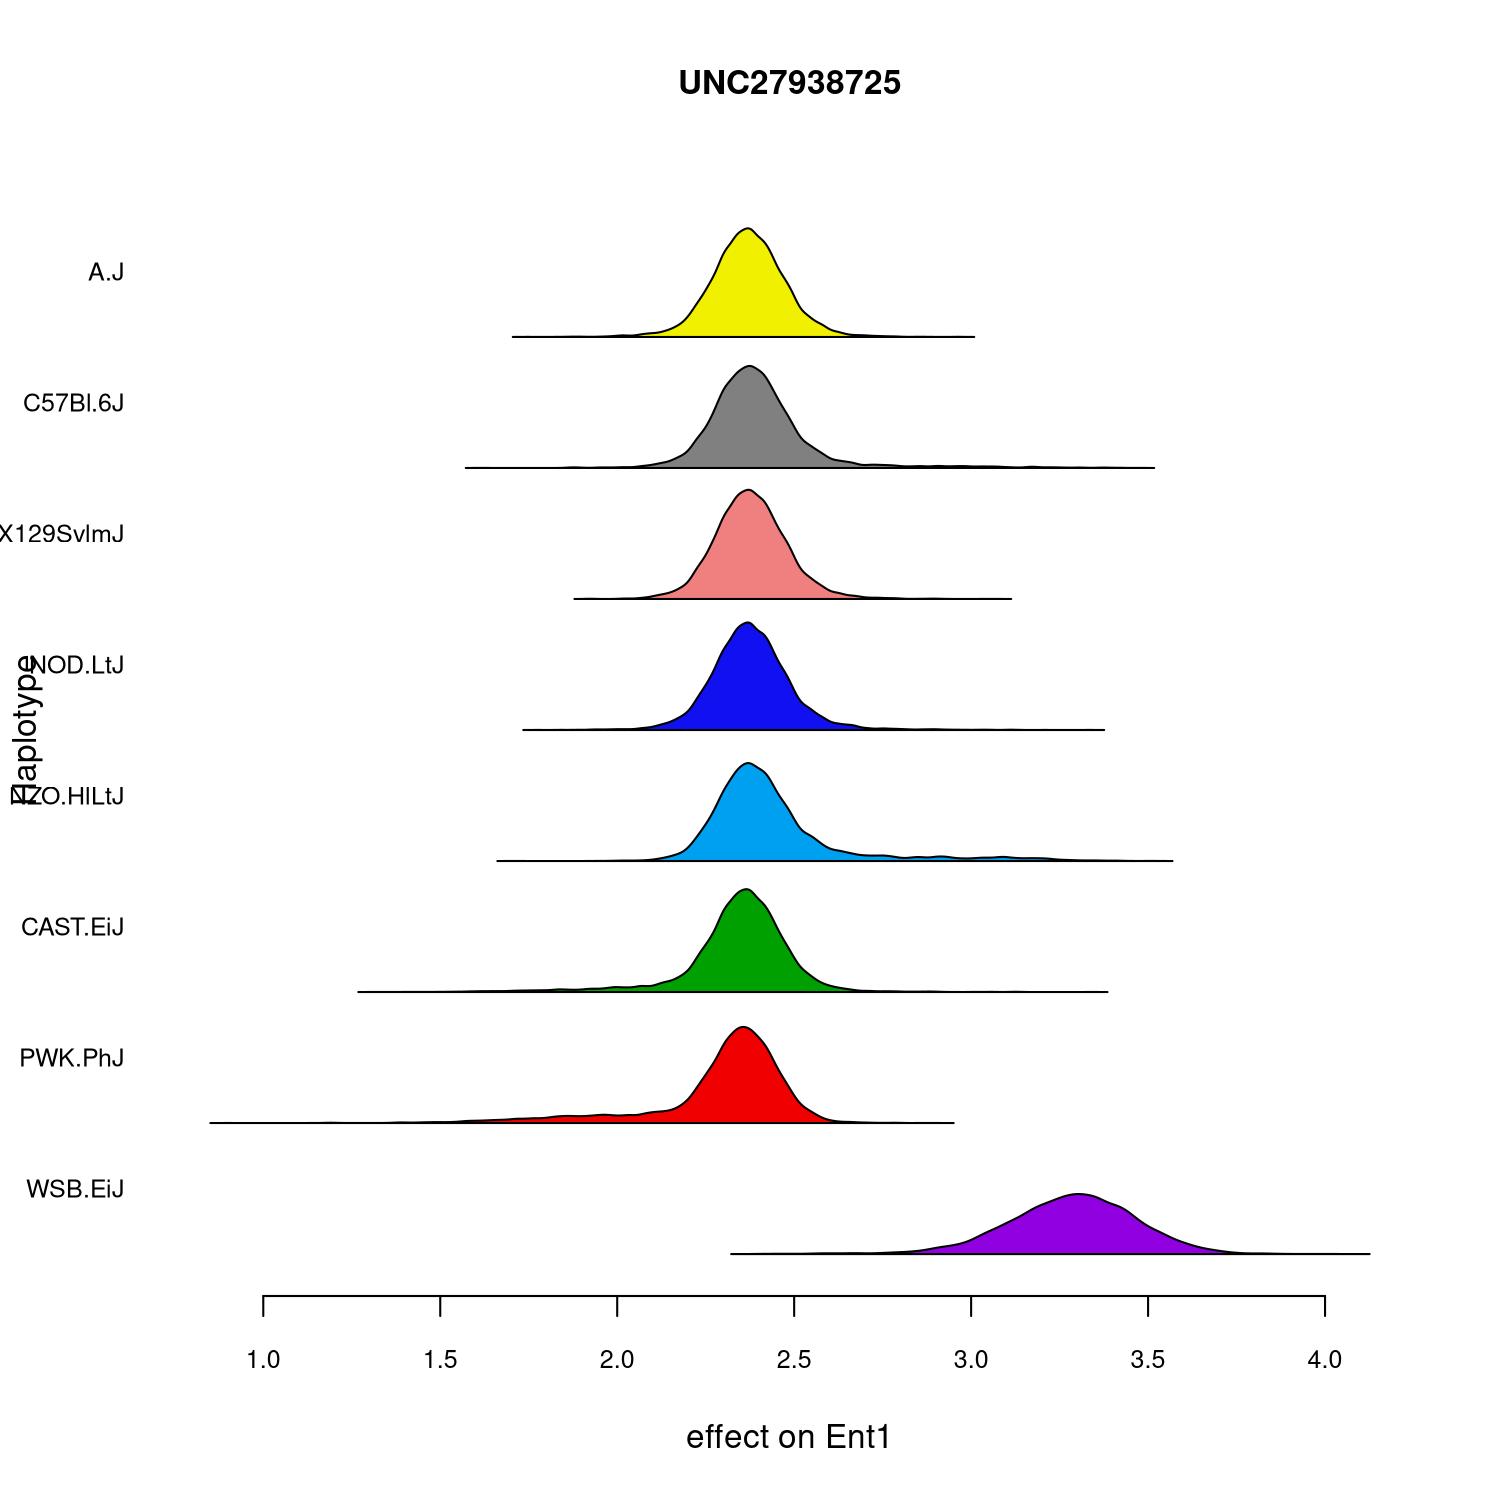 UNC27938725
A.J
C57Bl.6J
X129SvImJ
NOD.LtJ
Haplotype
NZO.HlLtJ
CAST.EiJ
PWK.PhJ
WSB.EiJ
1.0 1.5 2.0 2.5 3.0 3.5 4.0
effect on Ent1